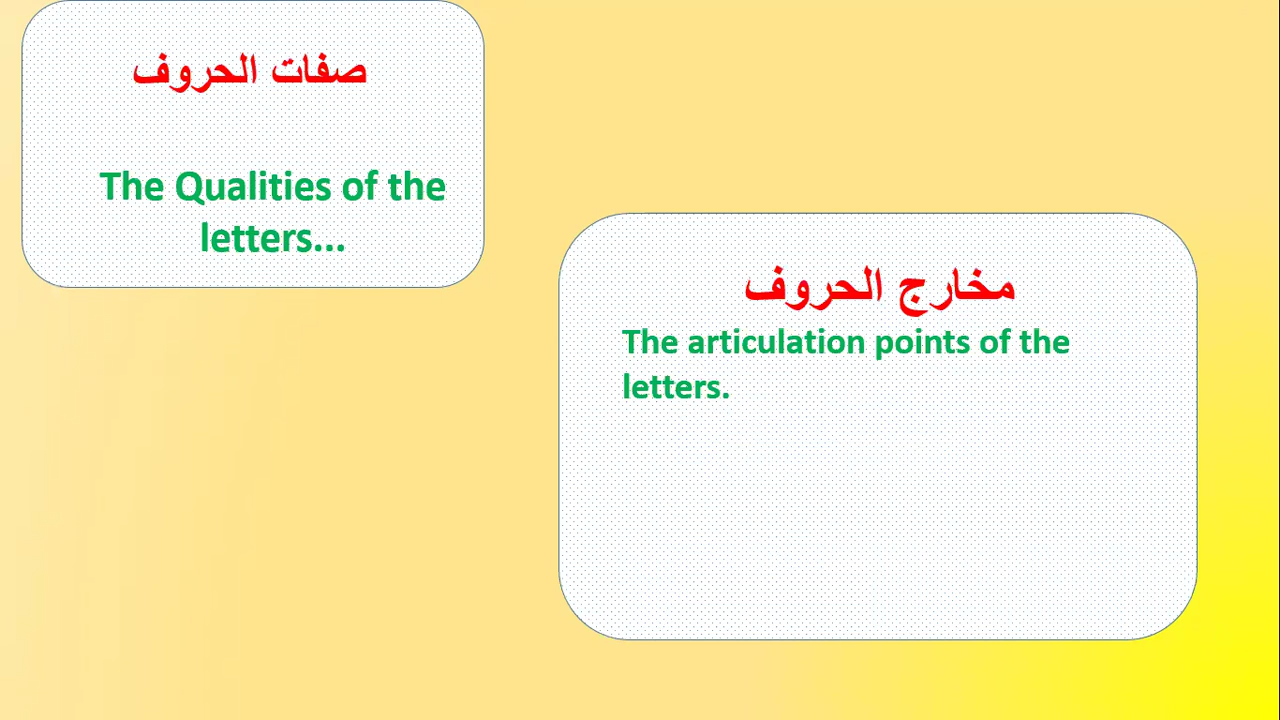 صفات الحروف
The Qualities of the
letters...
مخارج الحروف
The articulation points of the
letters.